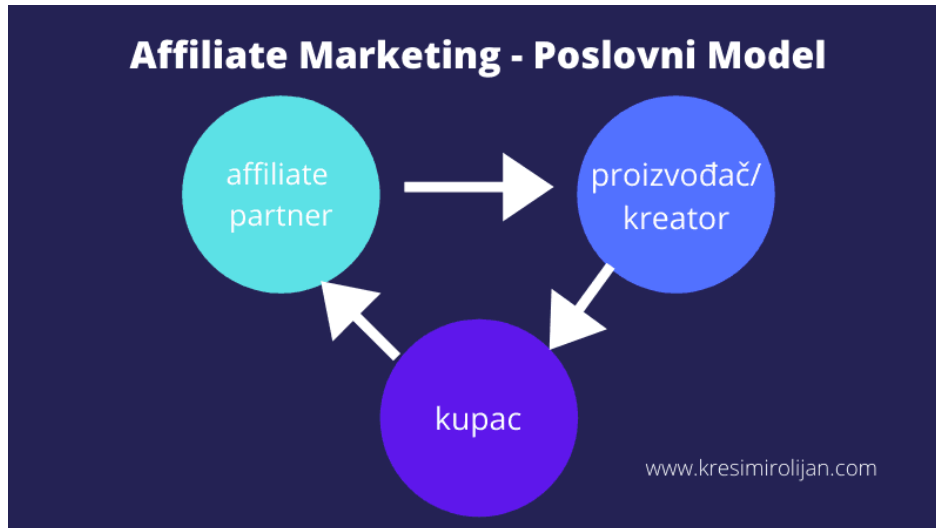 Affiliate Marketing - Poslovni Model
affiliate
partner
proizvođač/
kreator
kupac
www.kresimirolijan.com